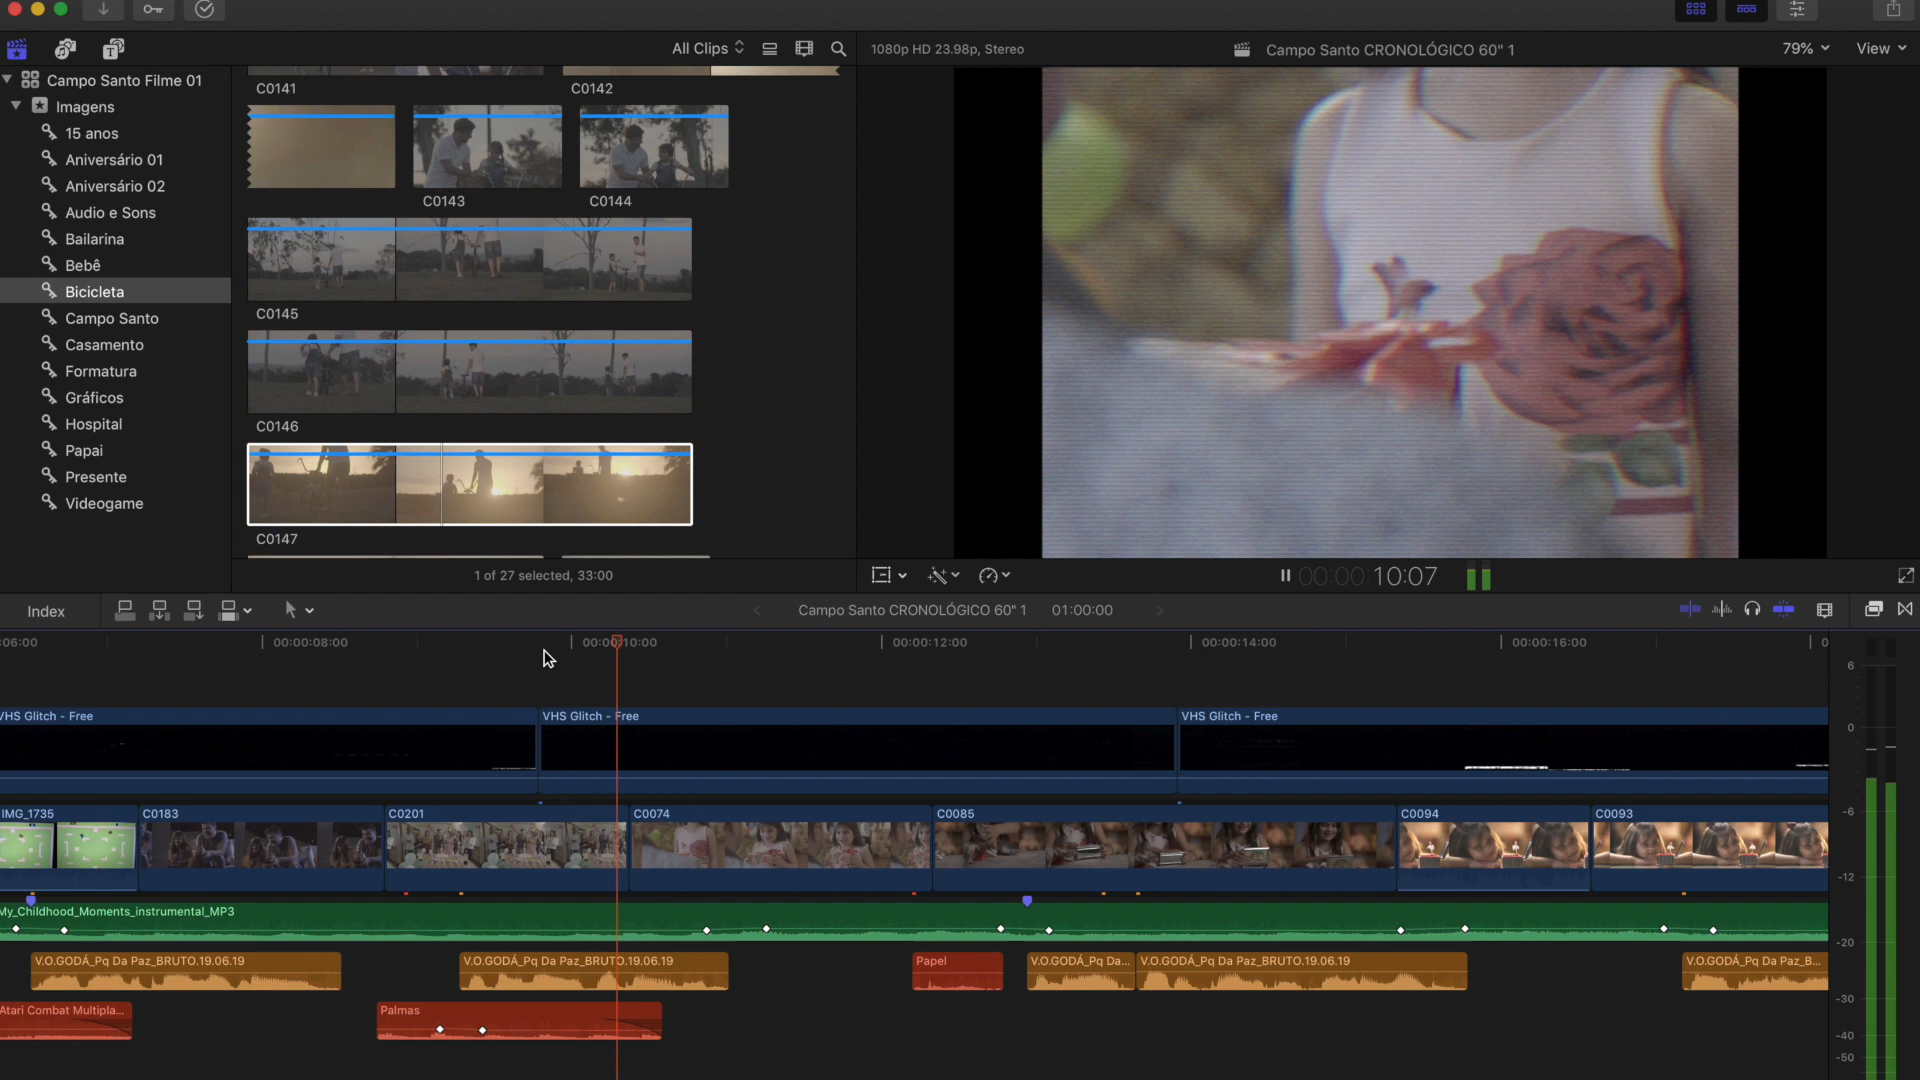 All Clips
1080p HD 23.98p, Stereo
Campo Santo CRONOLÓGICO 60" 1
79%
View
Campo Santo Filme 01
Imagens
15 anos
Aniversário 01
Aniversário 02
Audio e Sons
Bailarina
Bebê
Bicicleta
Campo Santo
Casamento
Formatura
Gráficos
Hospital
Papai
Presente
Videogame
C0141
C0142
C0143
C0144
C0145
C0146
C0147
1 of 27 selected, 33:00
00:00:10:07
Index
Campo Santo CRONOLÓGICO 60" 1
01:00:00
:06:00
00:00:08:00
00:00:10:00
00:00:12:00
00:00:14:00
00:00:16:00
0
VHS Glitch - Free
VHS Glitch - Free
VHS Glitch - Free
IMG_1735
C0183
C0201
C0074
C0085
C0094
C0093
My_Childhood_Moments_instrumental_MP3
V.O.GODÁ_Pq Da Paz_BRUTO.19.06.19
V.O.GODÁ_Pq Da Paz_BRUTO.19.06.19
Papel
V.O.GODÁ_Pq Da...
V.O.GODÁ_Pq Da Paz_BRUTO.19.06.19
V.O.GODÁ_Pq Da Paz_B...
Atari Combat Multipla...
Palmas
6
0
-6
-12
-20
-30
-40
-50